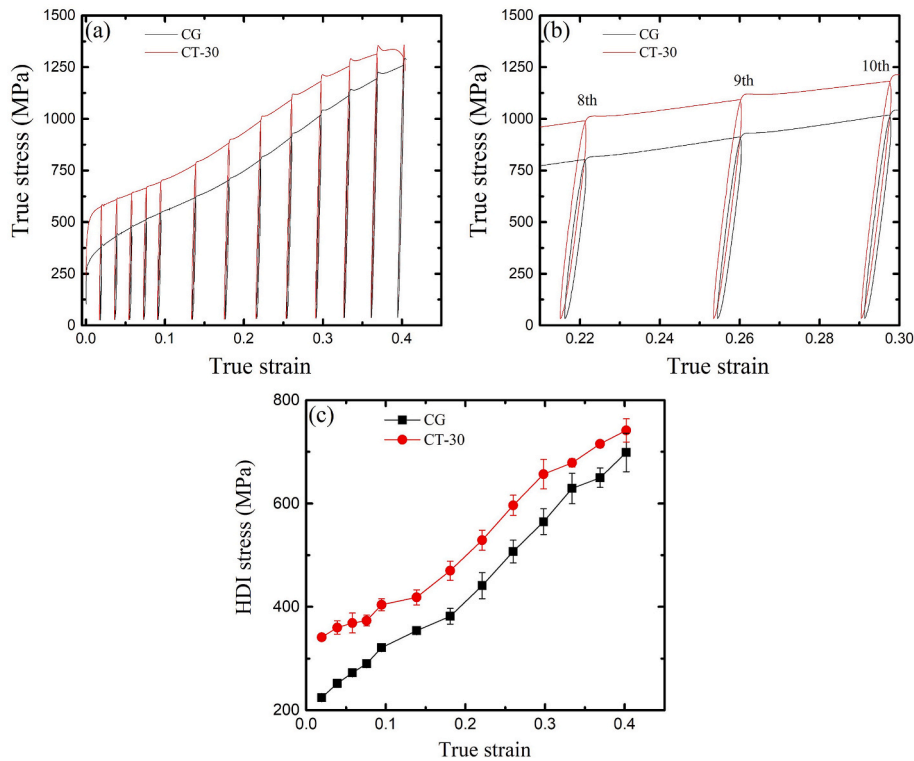 (a)
CG
CT-30
1500
1250
1000
750
500
250
0
0.0 0.1 0.2 0.3 0.4
True stress (MPa)
True strain
(b)
CG
CT-30
8th
9th
10th
1500
1250
1000
750
500
250
0
0.22 0.24 0.26 0.28 0.30
True stress (MPa)
True strain
(c)
CG
CT-30
800
600
400
200
0.0 0.1 0.2 0.3 0.4
HDI stress (MPa)
True strain